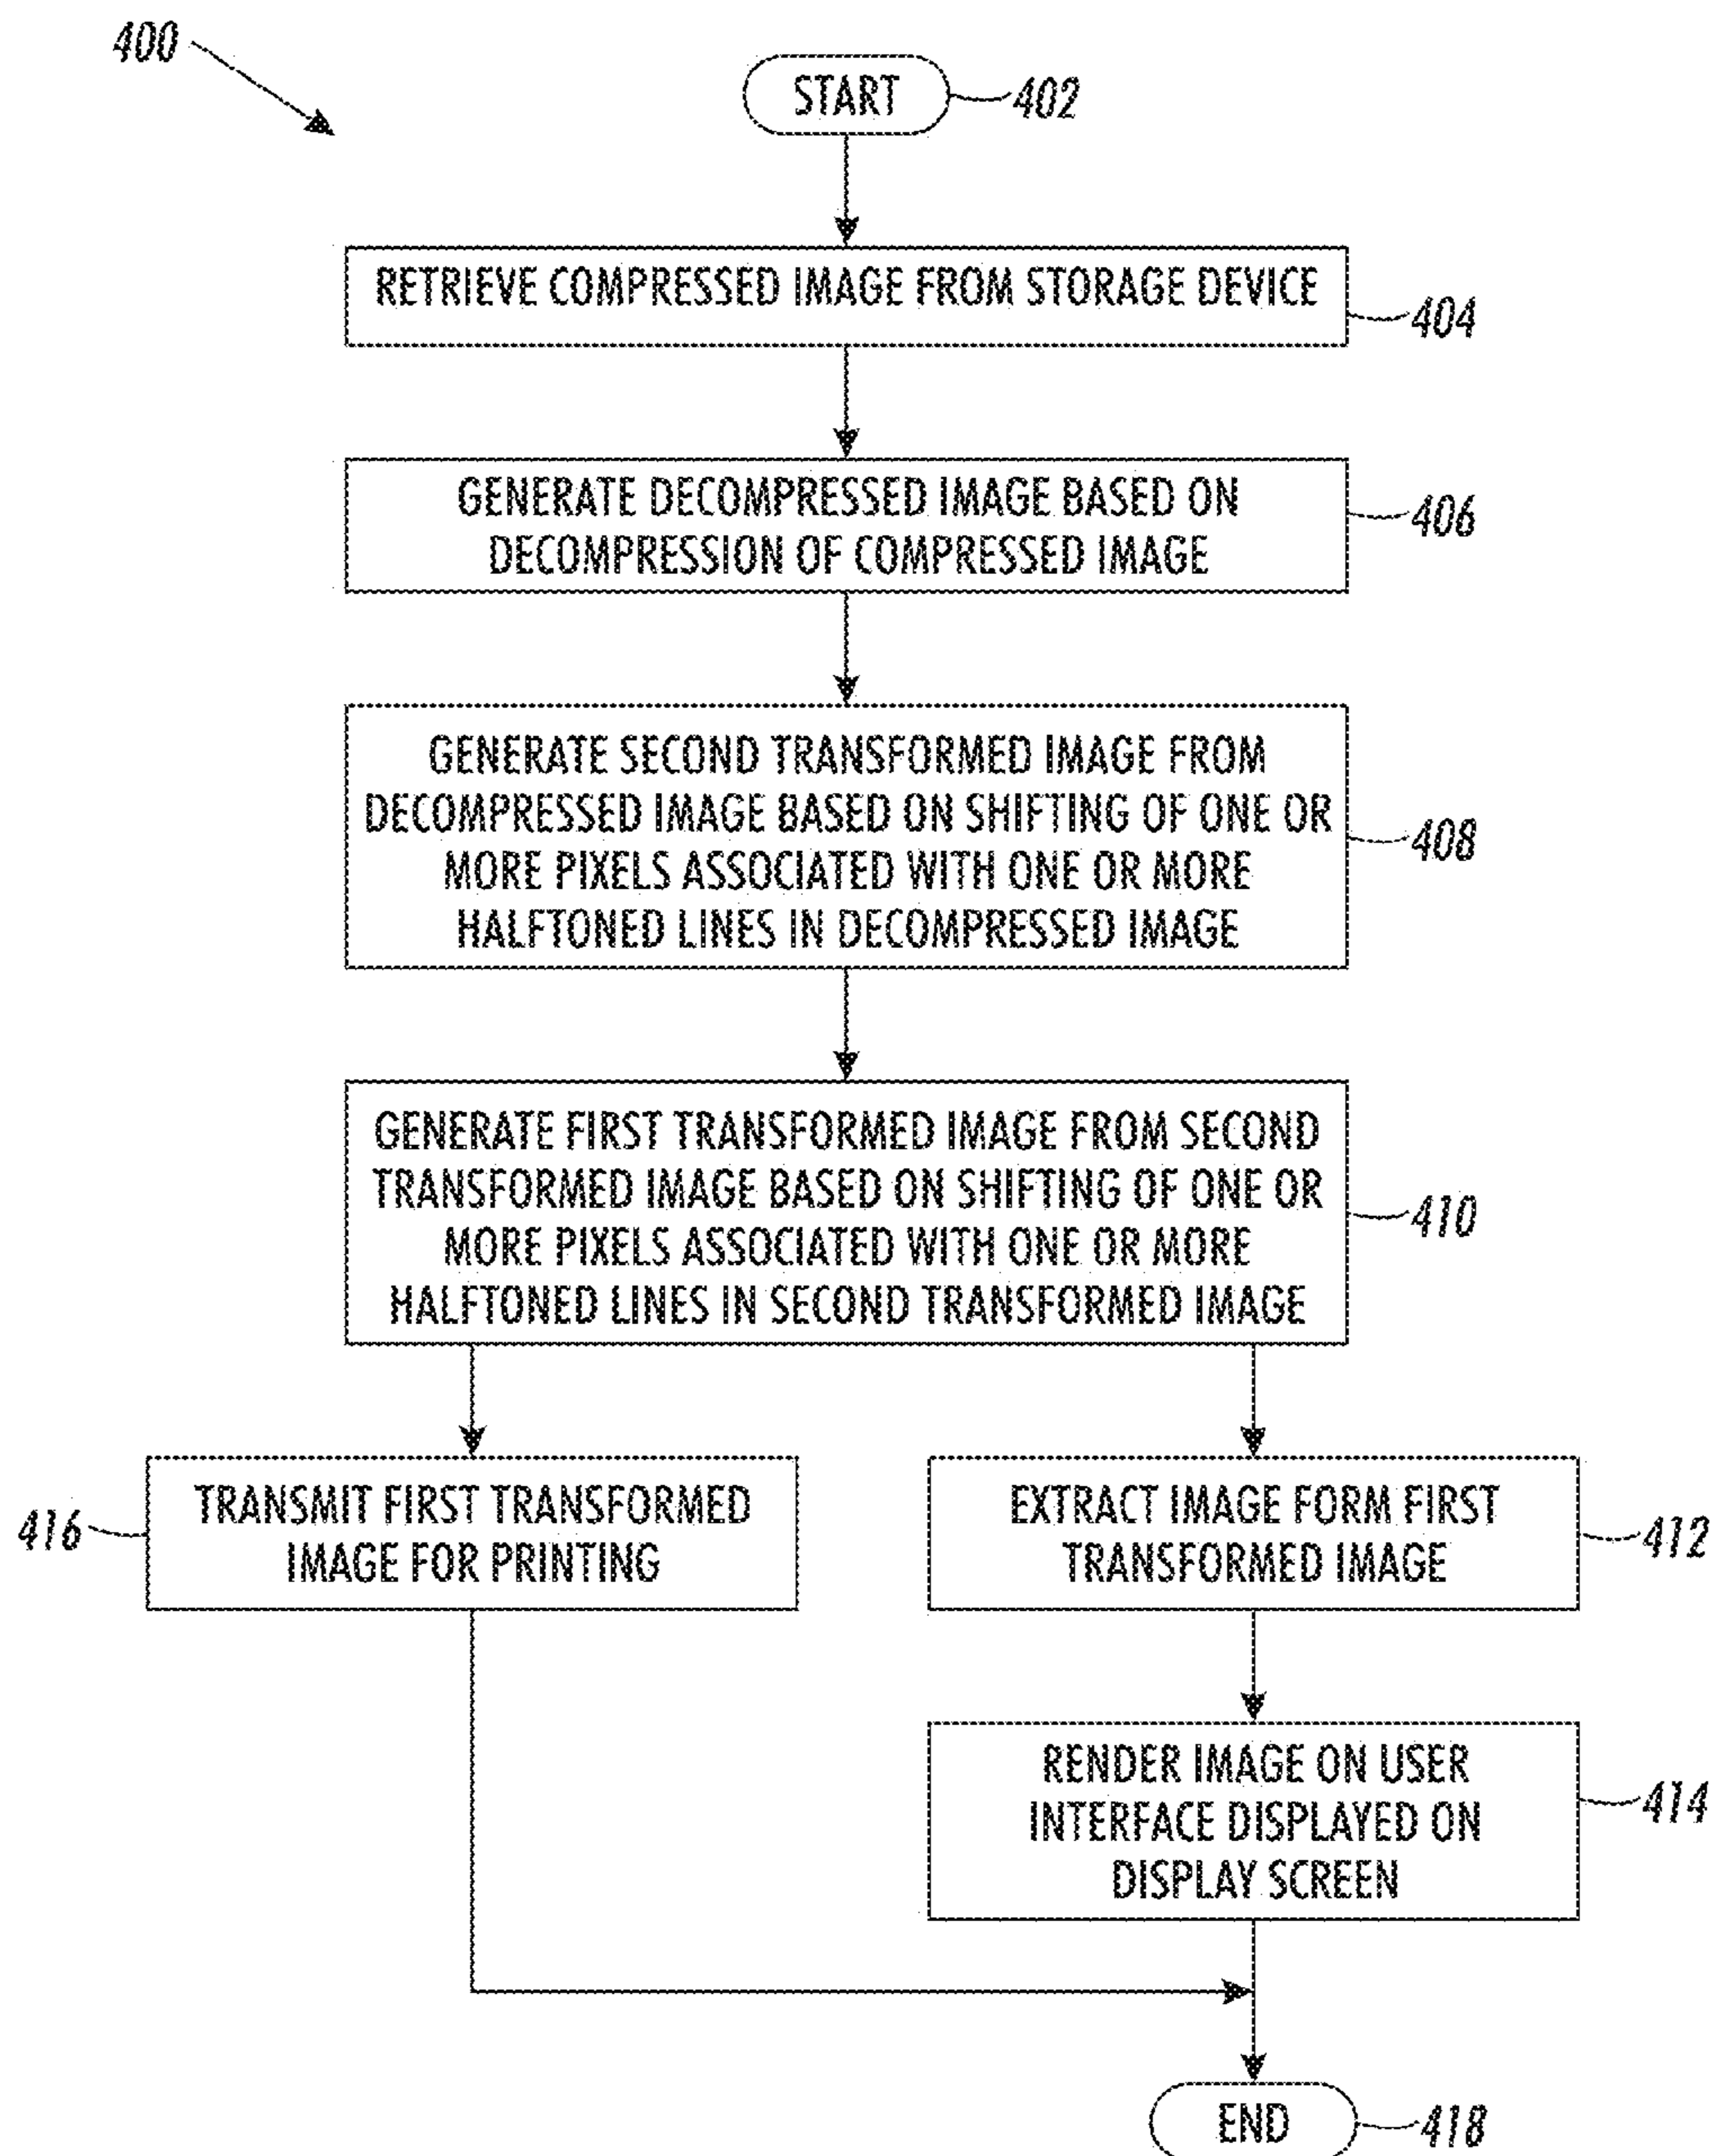 400
START
402
RETRIEVE COMPRESSED IMAGE FROM STORAGE DEVICE
404
GENERATE DECOMPRESSED IMAGE BASED ON
DECOMPRESSION OF COMPRESSED IMAGE
406
GENERATE SECOND TRANSFORMED IMAGE FROM
DECOMPRESSED IMAGE BASED ON SHIFTING OF ONE OR
MORE PIXELS ASSOCIATED WITH ONE OR MORE
HALFTONED LINES IN DECOMPRESSED IMAGE
408
GENERATE FIRST TRANSFORMED IMAGE FROM SECOND
TRANSFORMED IMAGE BASED ON SHIFTING OF ONE OR
MORE PIXELS ASSOCIATED WITH ONE OR MORE
HALFTONED LINES IN SECOND TRANSFORMED IMAGE
410
416
TRANSMIT FIRST TRANSFORMED
IMAGE FOR PRINTING
EXTRACT IMAGE FORM FIRST
TRANSFORMED IMAGE
412
RENDER IMAGE ON USER
INTERFACE DISPLAYED ON
DISPLAY SCREEN
414
END
418